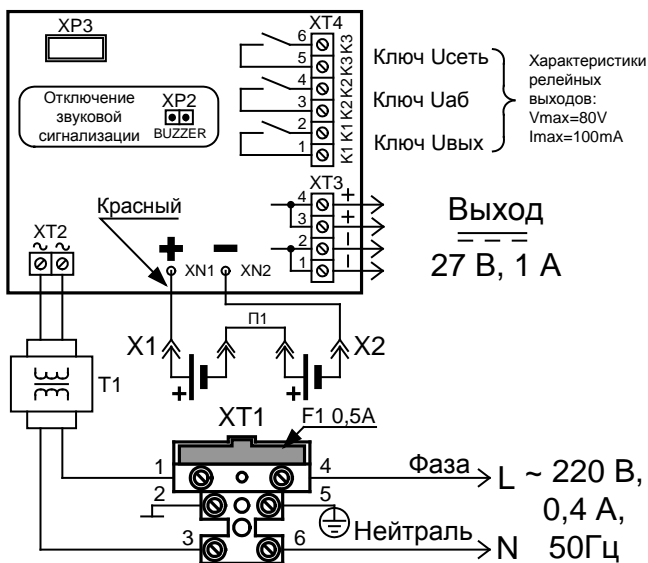 XP3
Отключение
звуковой
сигнализации
XP2
BUZZER
XT4
6
5
4
3
2
1
K3
K3
K2
K2
K1
K1
Ключ Uсеть
Ключ Uаб
Ключ Uвых
Характеристики
релейных
выходов:
Vmax=80V
Imax=100mA
XT3
4 +
3 +
2 –
1 –
Выход
27 В, 1 А
XT2
~ ~
Красный
+
–
XN1
XN2
X1
П1
X2
+
+
T1
XT1
F1 0,5А
1
4
2
5
3
6
Фаза
L
~ 220 В,
0,4 А,
50Гц
Нейтраль
N